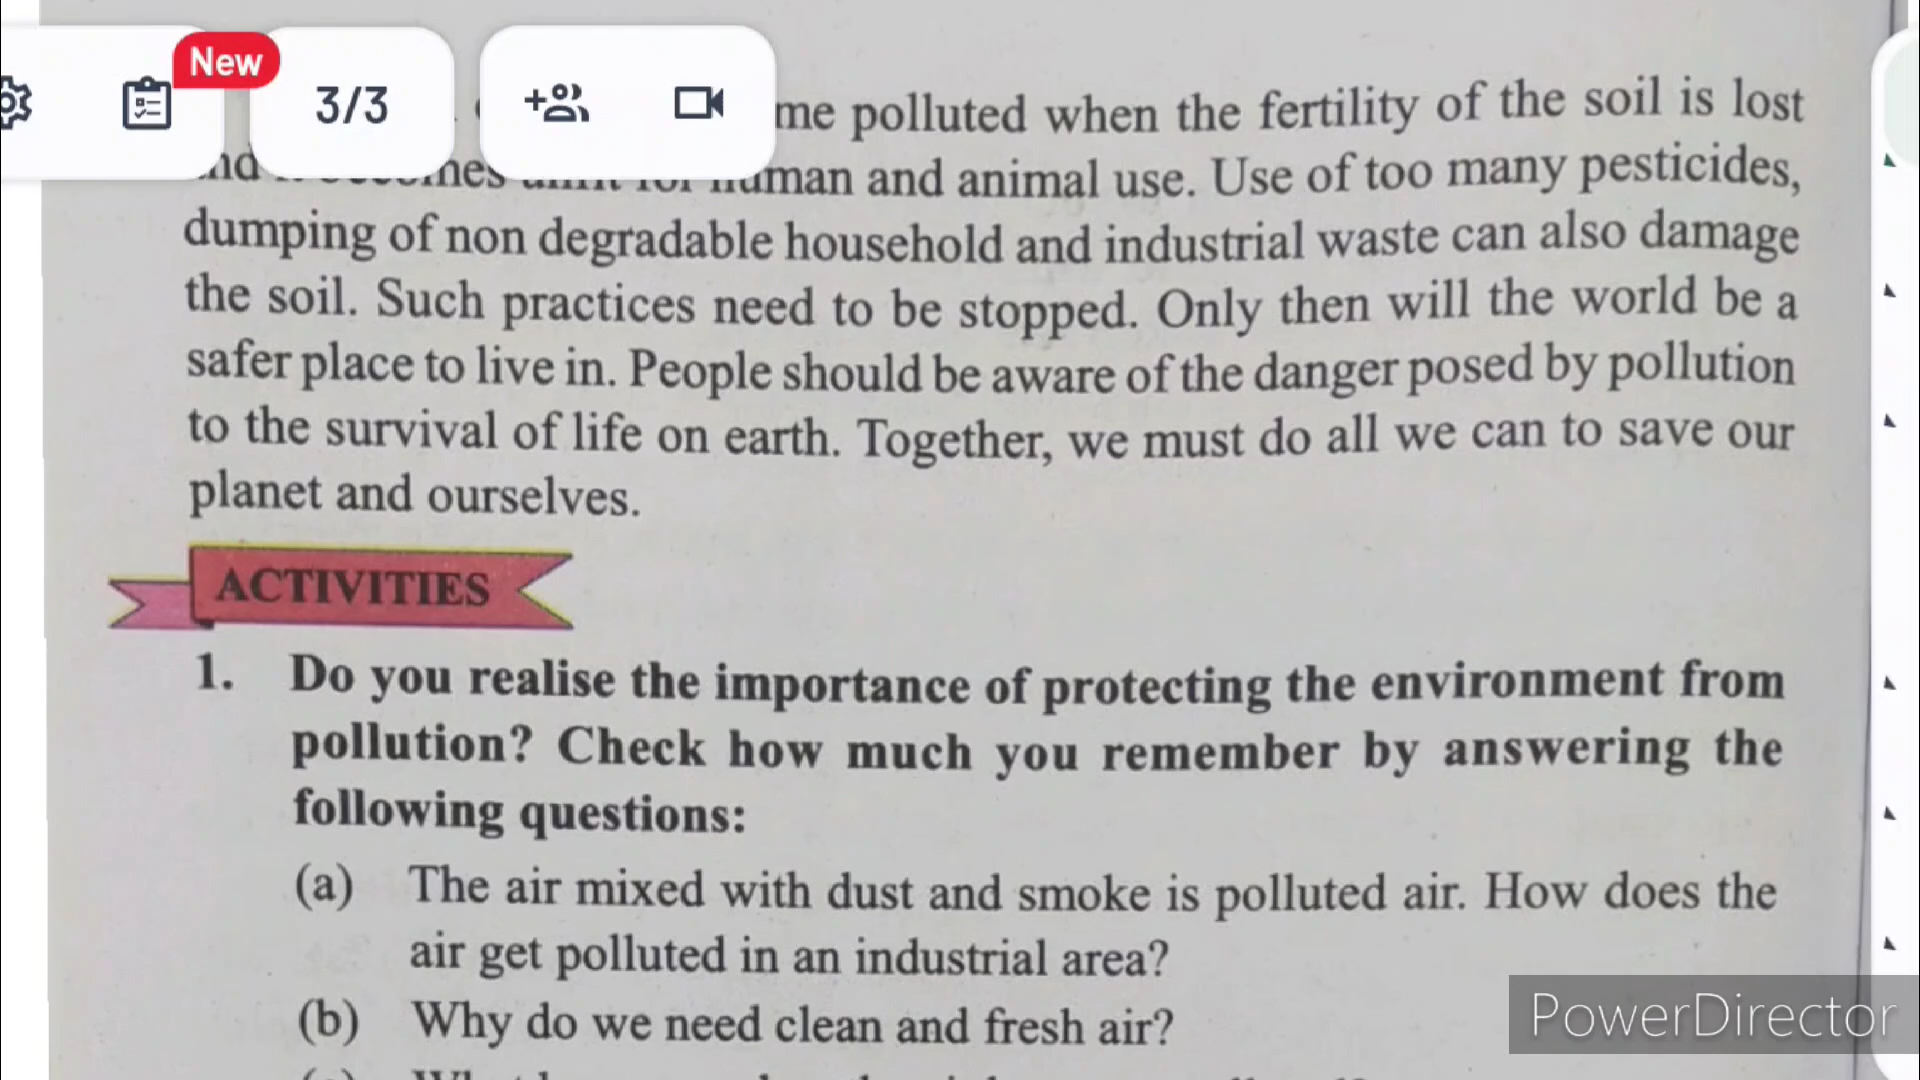 New
3/3
me polluted when the fertility of the soil is lost
human and animal use. Use of too many pesticides,
dumping of non degradable household and industrial waste can also damage
the soil. Such practices need to be stopped. Only then will the world be a
safer place to live in. People should be aware of the danger posed by pollution
to the survival of life on earth. Together, we must do all we can to save our
planet and ourselves.
ACTIVITIES
1. Do you realise the importance of protecting the environment from
pollution? Check how much you remember by answering the
following questions:
(a) The air mixed with dust and smoke is polluted air. How does the
air get polluted in an industrial area?
(b) Why do we need clean and fresh air?
PowerDirector